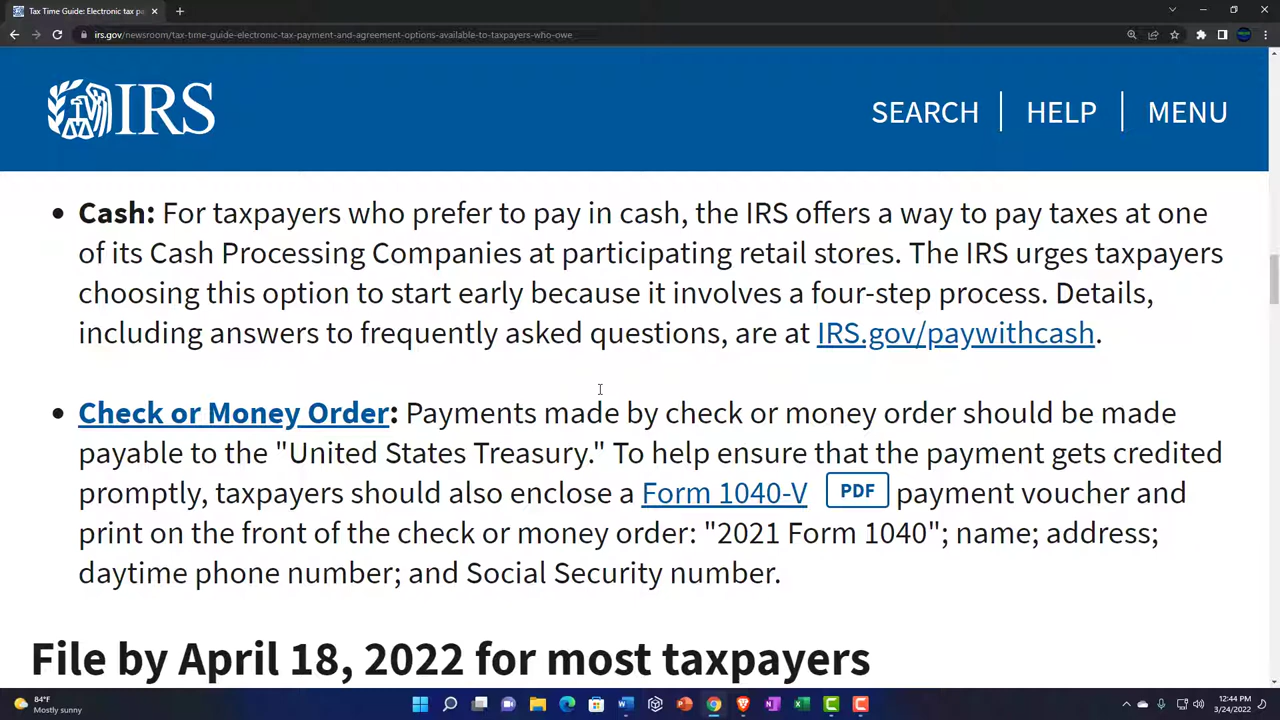 Tax Time Guide: Electronic tax p
irs.gov/newsroom/tax-time-guide-electronic-tax-payment-and-agreement-options-available-to-taxpayers-who-owe
IRS
SEARCH HELP MENU
• Cash: For taxpayers who prefer to pay in cash, the IRS offers a way to pay taxes at one
of its Cash Processing Companies at participating retail stores. The IRS urges taxpayers
choosing this option to start early because it involves a four-step process. Details,
including answers to frequently asked questions, are at IRS.gov/paywithcash.
• Check or Money Order: Payments made by check or money order should be made
payable to the "United States Treasury." To help ensure that the payment gets credited
promptly, taxpayers should also enclose a Form 1040-V PDF payment voucher and
print on the front of the check or money order: "2021 Form 1040"; name; address;
daytime phone number; and Social Security number.
File by April 18, 2022 for most taxpayers
84°F
Mostly sunny
12:44 PM
3/24/2022